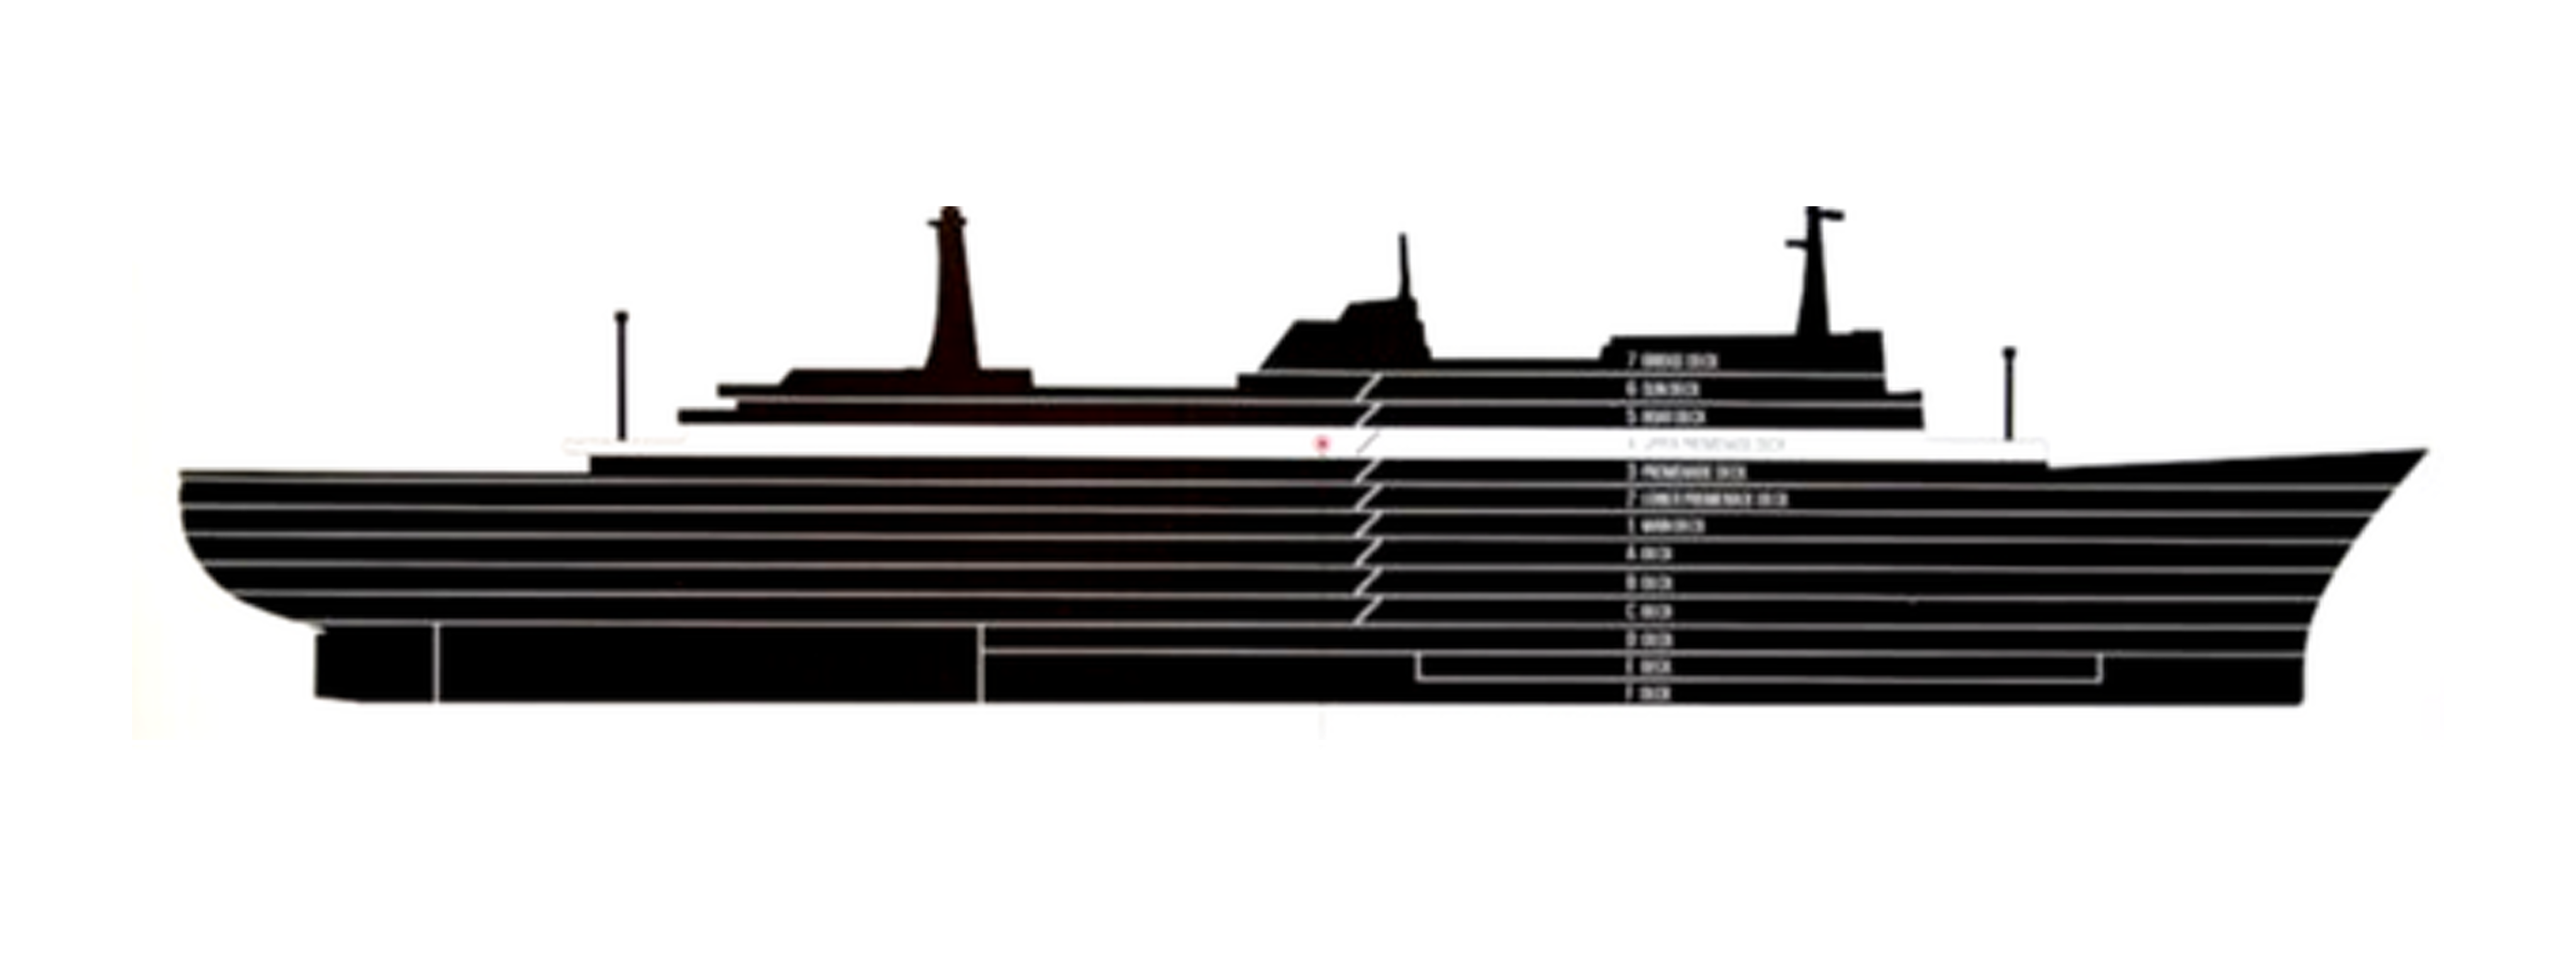 7 BRIDGE DECK
6 SUN DECK
5 BOAT DECK
4 UPPER PROMENADE DECK
3 PROMENADE DECK
2 LOWER PROMENADE DECK
1 MAIN DECK
A DECK
B DECK
C DECK
D DECK
E DECK
F DECK